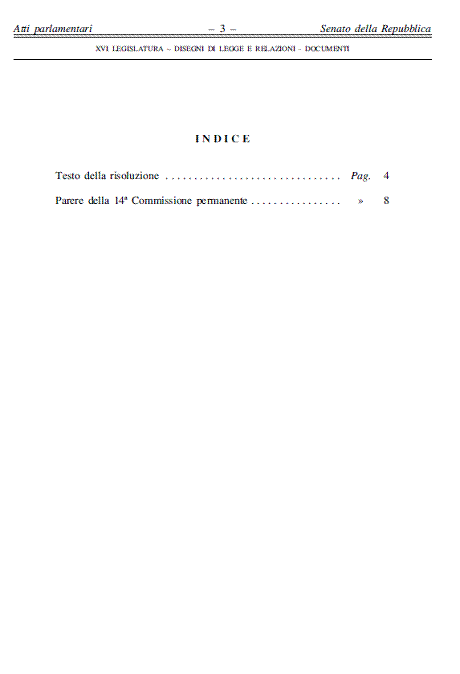 Atti parlamentari – 3 – Senato della Repubblica
XVI LEGISLATURA – DISEGNI DI LEGGE E RELAZIONI - DOCUMENTI
INDICE
Testo della risoluzione . . . . . . . . . . . . . . . . . . . . . . . . . . . . . . . Pag. 4
Parere della 14ª Commissione permanente . . . . . . . . . . . . . . . . » 8